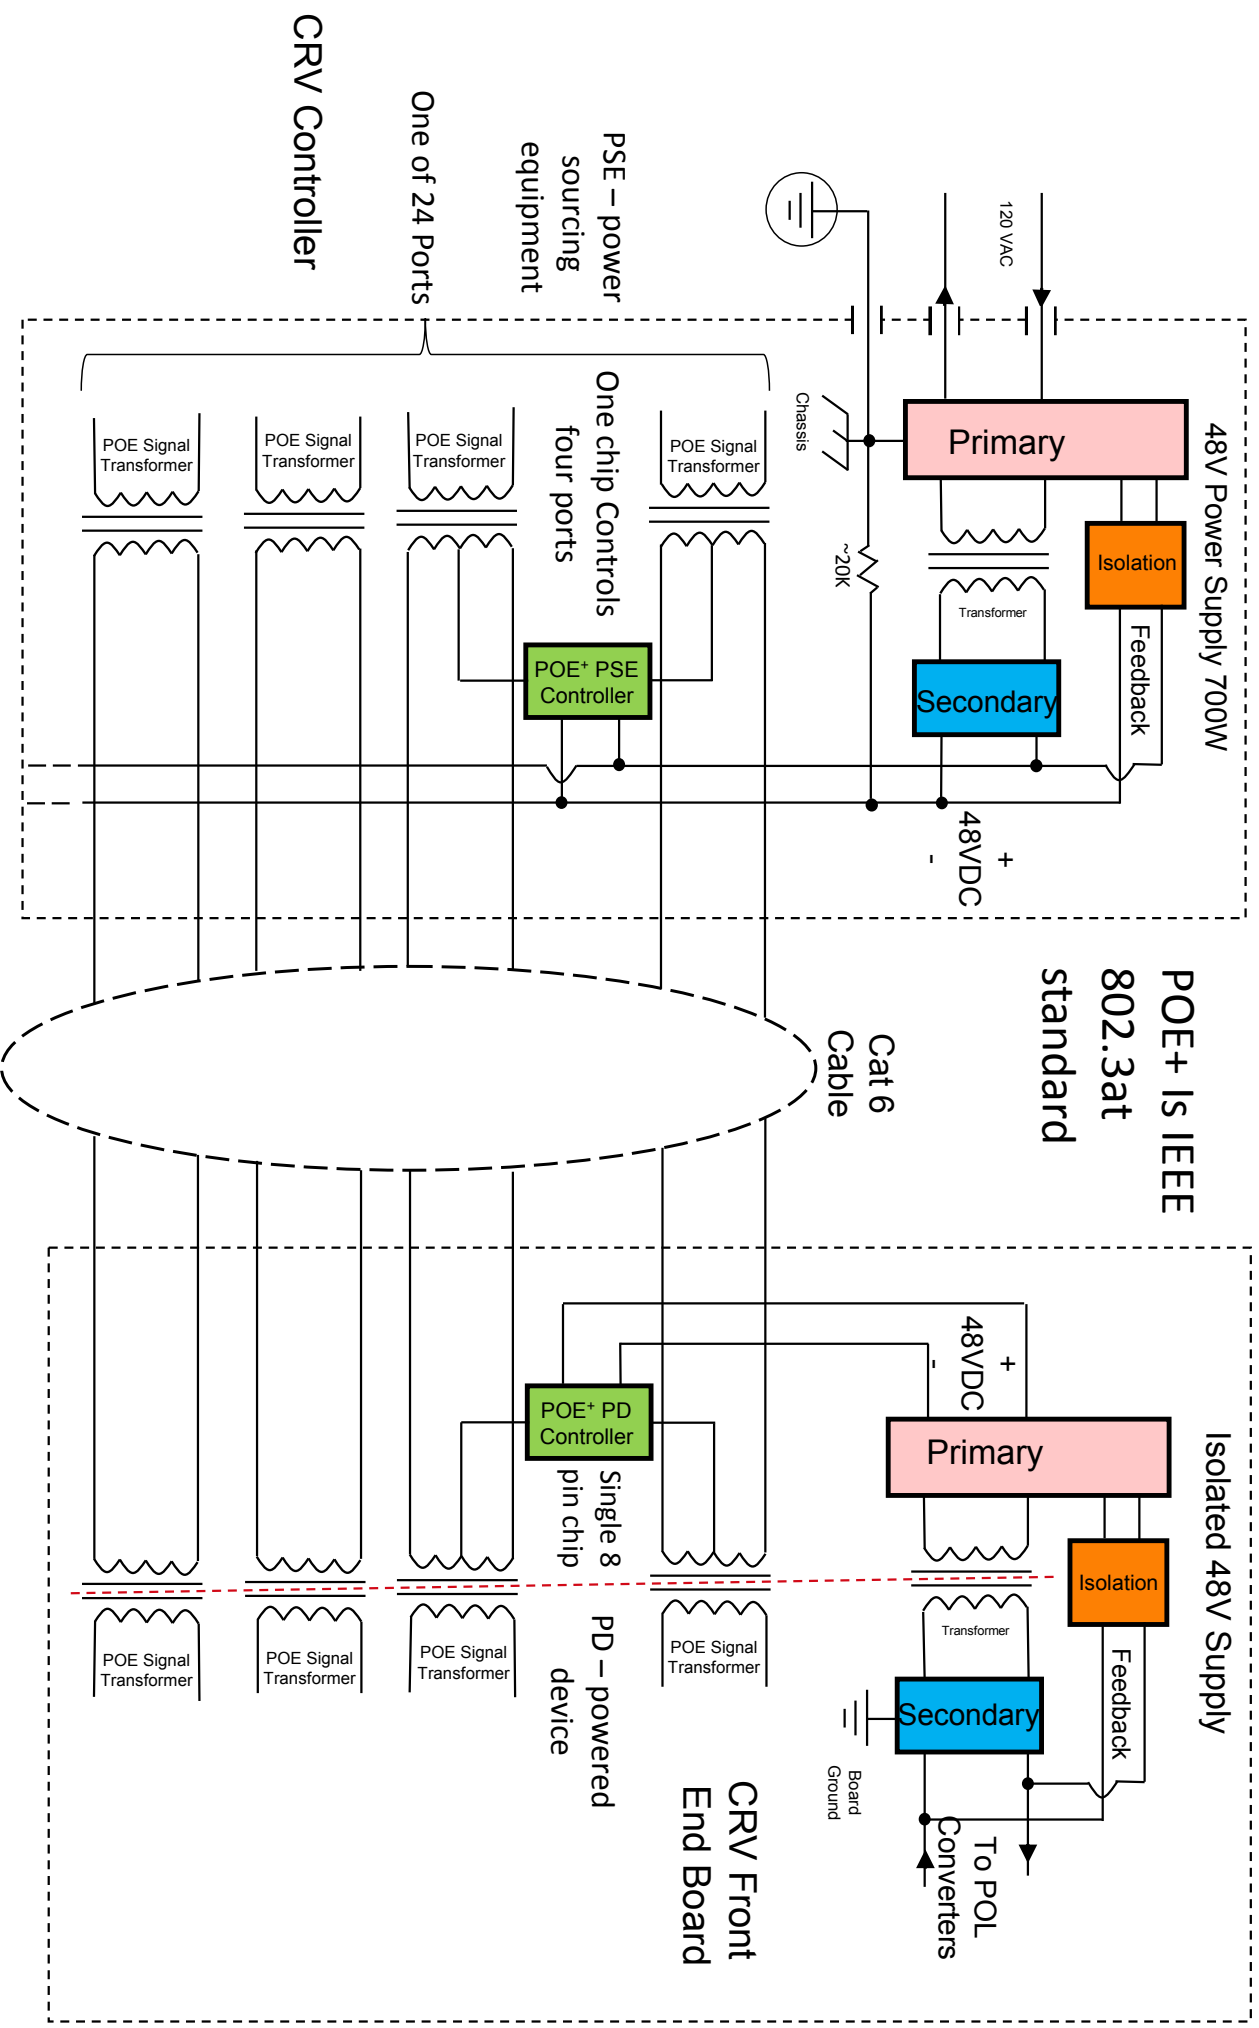 120 VAC
48V Power Supply 700W
Primary
Isolation
Feedback
Transformer
Secondary
Chassis
~20K
+
48VDC
-
PSE – power
sourcing
equipment
One of 24 Ports
CRV Controller
One chip Controls
four ports
POE Signal
Transformer
POE Signal
Transformer
POE Signal
Transformer
POE Signal
Transformer
POE+ PSE
Controller
POE+ Is IEEE
802.3at
standard
Cat 6
Cable
Isolated 48V Supply
+
48VDC
-
Primary
Isolation
Feedback
Transformer
Secondary
Board
Ground
To POL
Converters
POE+ PD
Controller
Single 8
pin chip
PD – powered
device
POE Signal
Transformer
POE Signal
Transformer
POE Signal
Transformer
POE Signal
Transformer
CRV Front
End Board